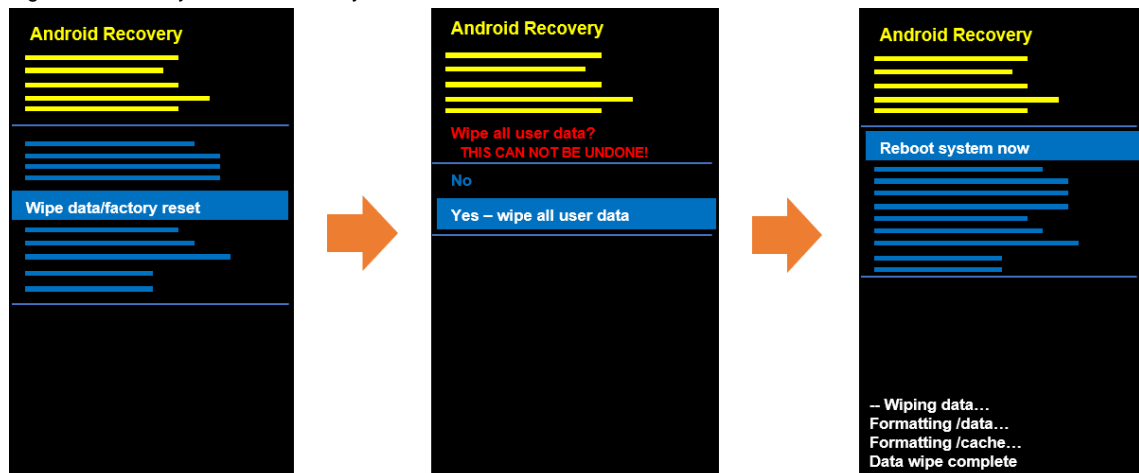 Android Recovery
Wipe data/factory reset
Android Recovery
Wipe all user data?
THIS CAN NOT BE UNDONE!
No
Yes – wipe all user data
Android Recovery
Reboot system now
-- Wiping data…
Formatting /data…
Formatting /cache…
Data wipe complete